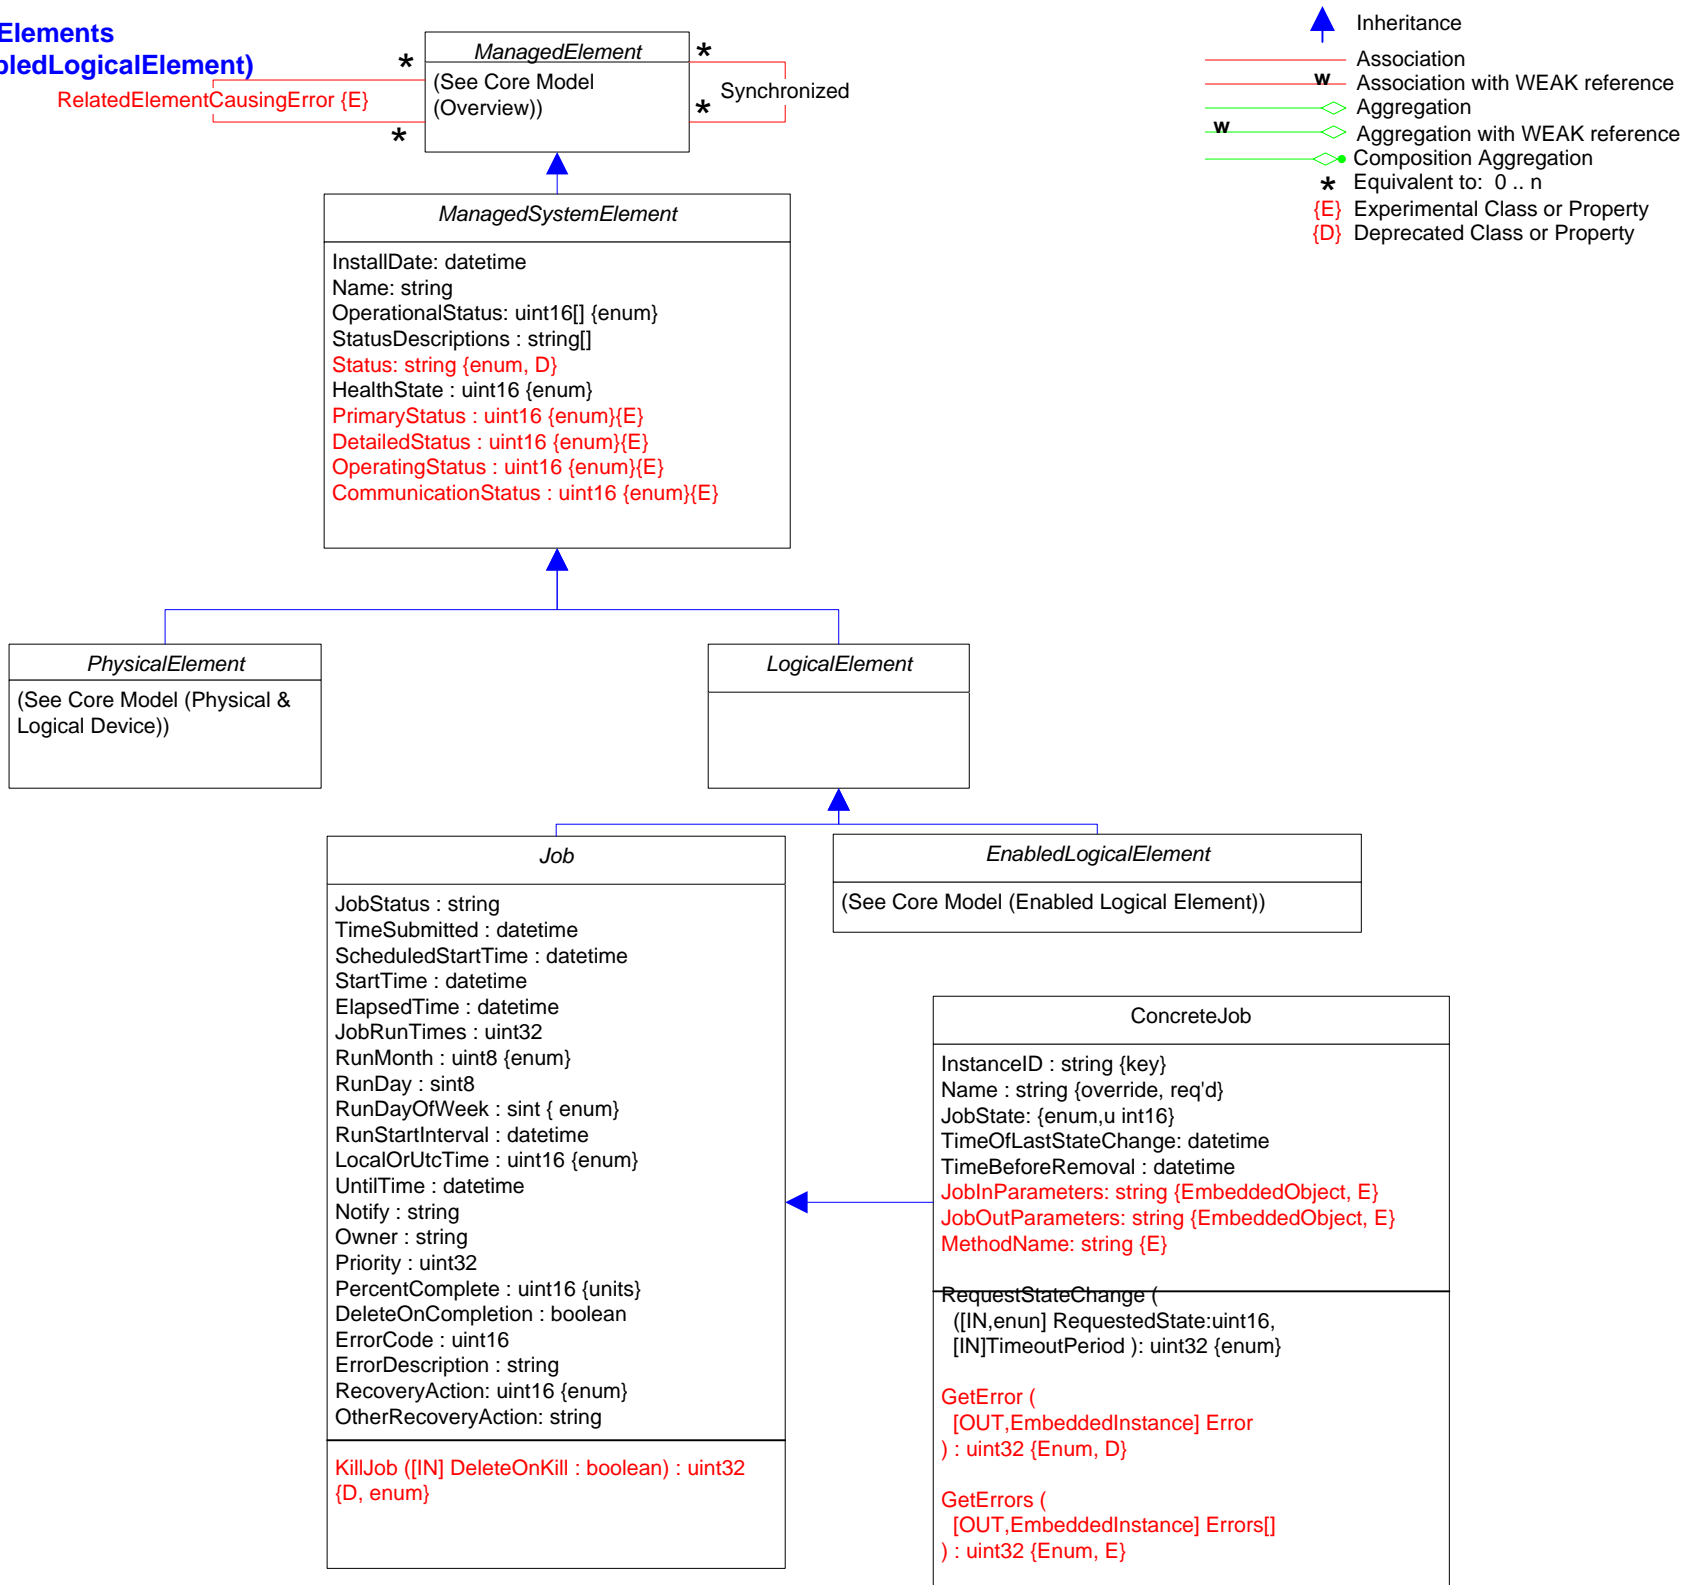 Elements
bledLogicalElement)
RelatedElementCausingError {E}
*
*
ManagedElement
(See Core Model
(Overview))
*
*
Synchronized
Inheritance
Association
w Association with WEAK reference
Aggregation
w Aggregation with WEAK reference
Composition Aggregation
* Equivalent to: 0 .. n
{E} Experimental Class or Property
{D} Deprecated Class or Property
ManagedSystemElement
InstallDate: datetime
Name: string
OperationalStatus: uint16[] {enum}
StatusDescriptions : string[]
Status: string {enum, D}
HealthState : uint16 {enum}
PrimaryStatus : uint16 {enum}{E}
DetailedStatus : uint16 {enum}{E}
OperatingStatus : uint16 {enum}{E}
CommunicationStatus : uint16 {enum}{E}
PhysicalElement
(See Core Model (Physical &
Logical Device))
LogicalElement
Job
JobStatus : string
TimeSubmitted : datetime
ScheduledStartTime : datetime
StartTime : datetime
ElapsedTime : datetime
JobRunTimes : uint32
RunMonth : uint8 {enum}
RunDay : sint8
RunDayOfWeek : sint { enum}
RunStartInterval : datetime
LocalOrUtcTime : uint16 {enum}
UntilTime : datetime
Notify : string
Owner : string
Priority : uint32
PercentComplete : uint16 {units}
DeleteOnCompletion : boolean
ErrorCode : uint16
ErrorDescription : string
RecoveryAction: uint16 {enum}
OtherRecoveryAction: string
KillJob ([IN] DeleteOnKill : boolean) : uint32
{D, enum}
EnabledLogicalElement
(See Core Model (Enabled Logical Element))
ConcreteJob
InstanceID : string {key}
Name : string {override, req'd}
JobState: {enum,u int16}
TimeOfLastStateChange: datetime
TimeBeforeRemoval : datetime
JobInParameters: string {EmbeddedObject, E}
JobOutParameters: string {EmbeddedObject, E}
MethodName: string {E}
RequestStateChange (
([IN,enun] RequestedState:uint16,
[IN]TimeoutPeriod ): uint32 {enum}
GetError (
[OUT,EmbeddedInstance] Error
) : uint32 {Enum, D}
GetErrors (
[OUT,EmbeddedInstance] Errors[]
) : uint32 {Enum, E}